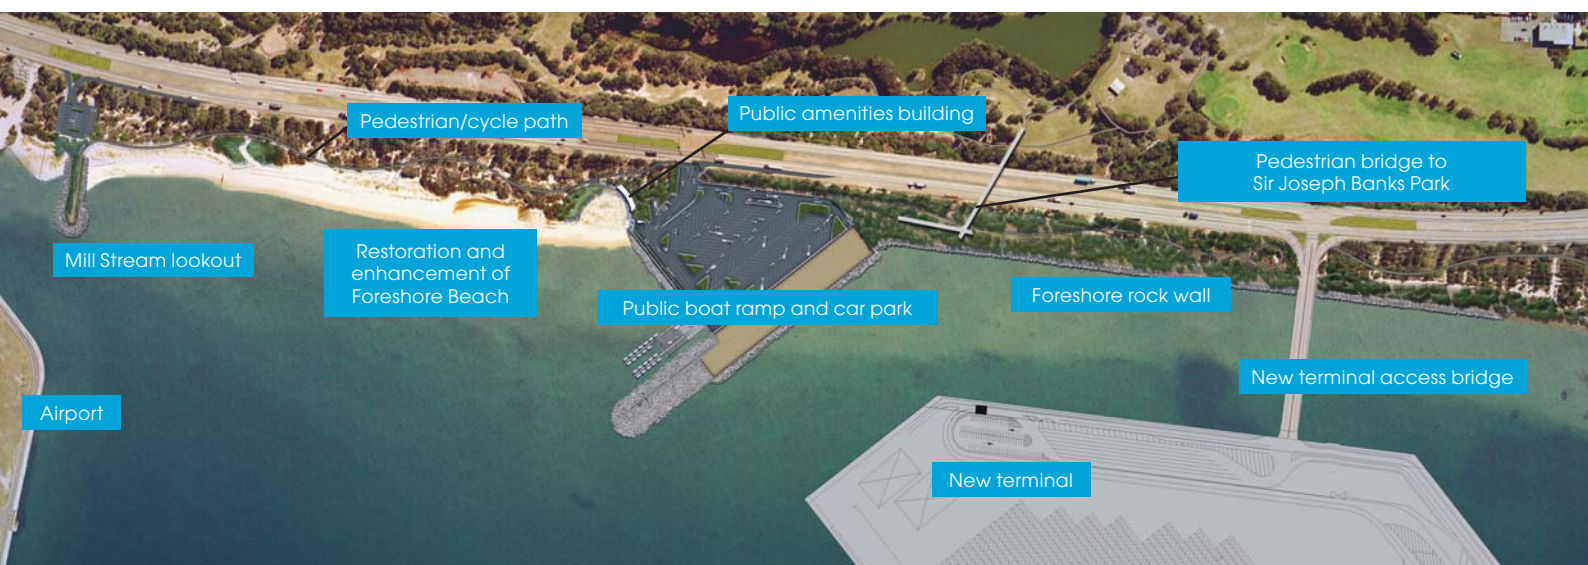 Pedestrian/cycle path
Public amenities building
Pedestrian bridge to
Sir Joseph Banks Park
Mill Stream lookout
Restoration and
enhancement of
Foreshore Beach
Public boat ramp and car park
Foreshore rock wall
New terminal access bridge
Airport
New terminal